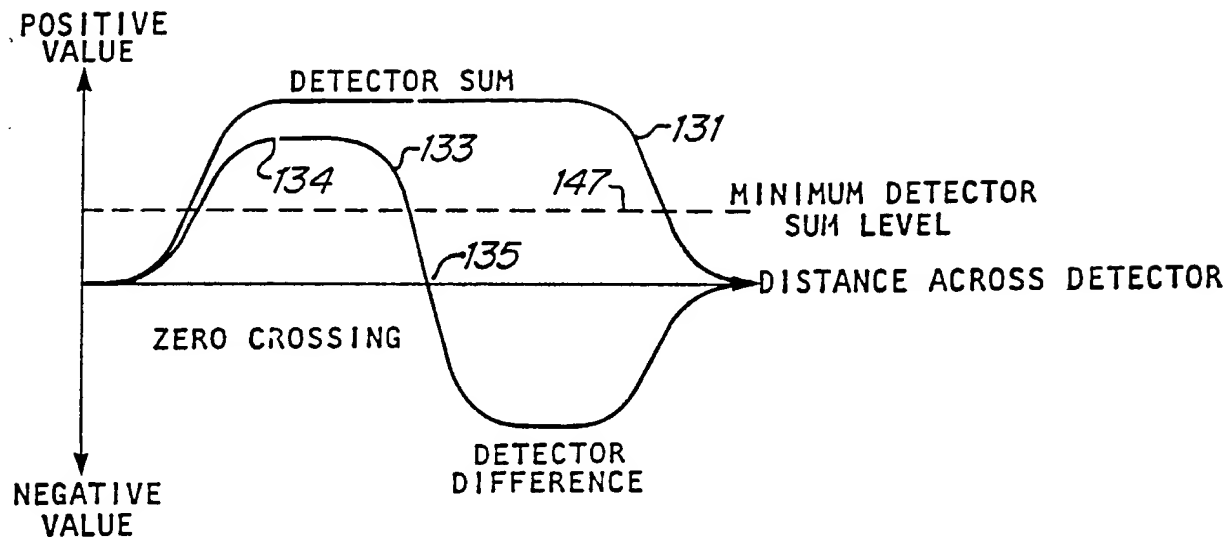 POSITIVE
VALUE
DETECTOR SUM
131
133
134
147
MINIMUM DETECTOR
SUM LEVEL
135
DISTANCE ACROSS DETECTOR
ZERO CROSSING
DETECTOR
DIFFERENCE
NEGATIVE
VALUE